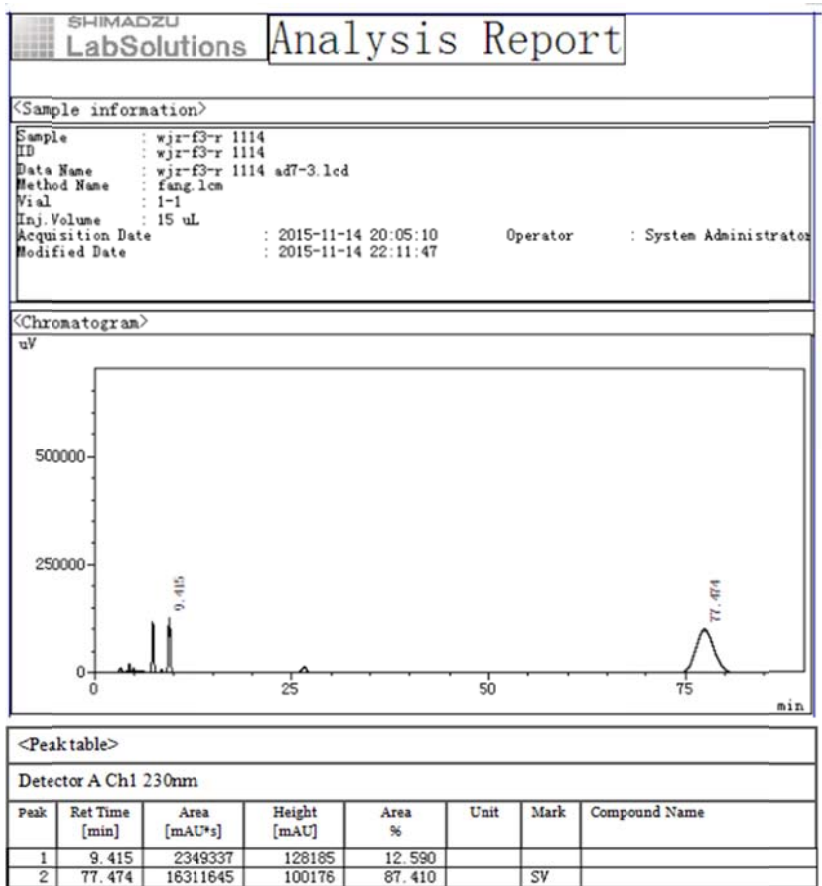 SHIMADZU
LabSolutions Analysis Report
<Sample information>
Sample : wjz-f3-r 1114
ID : wjz-f3-r 1114
Data Name : wjz-f3-r 1114 ad7-3.lcd
Method Name : fang.lcm
Vial : 1-1
Inj.Volume : 15 uL
Acquisition Date : 2015-11-14 20:05:10 Operator : System Administrator
Modified Date : 2015-11-14 22:11:47
<Chromatogram>
uV
500000
250000
9.415
77.474
0
0 25 50 75
min
<Peak table>
Detector A Ch1 230nm
Peak Ret Time [min] Area [mAU*s] Height [mAU] Area % Unit Mark Compound Name
1 9.415 2349337 128185 12.590
2 77.474 16311645 100176 87.410 SV